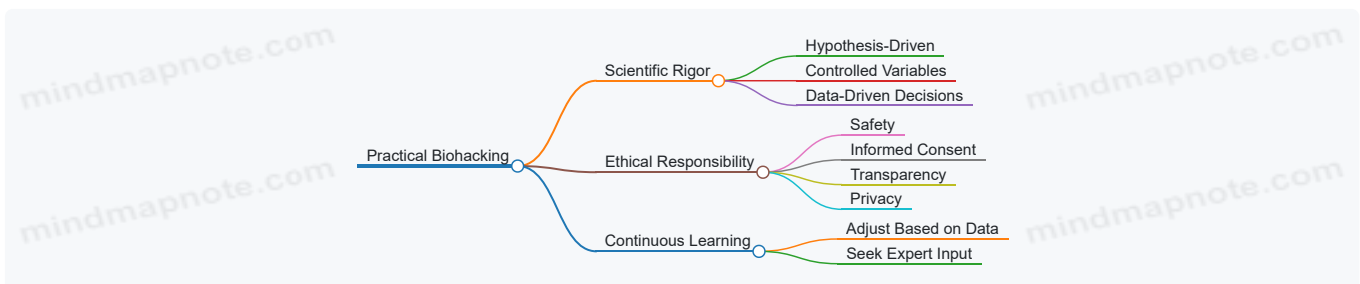 mindmapnote.com
mindmapnote.com
Practical Biohacking
Scientific Rigor
Hypothesis-Driven
Controlled Variables
Data-Driven Decisions
Ethical Responsibility
Safety
Informed Consent
Transparency
Privacy
Continuous Learning
Adjust Based on Data
Seek Expert Input
mindmapnote.com
mindmapnote.com